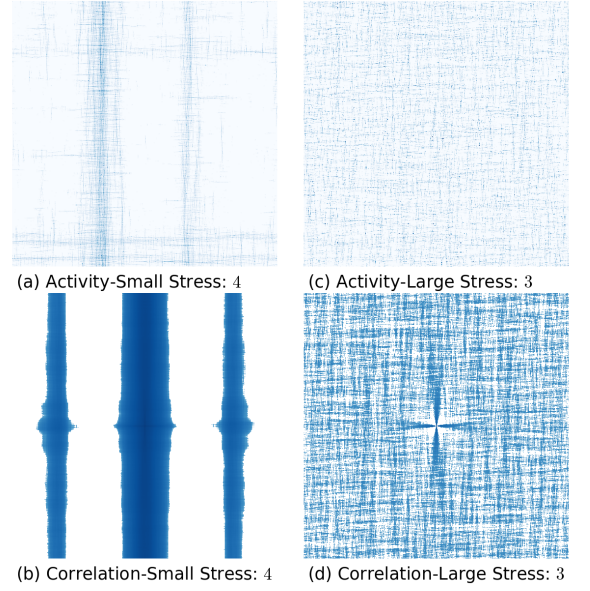 (a) Activity-Small Stress: 4
(c) Activity-Large Stress: 3
(b) Correlation-Small Stress: 4
(d) Correlation-Large Stress: 3